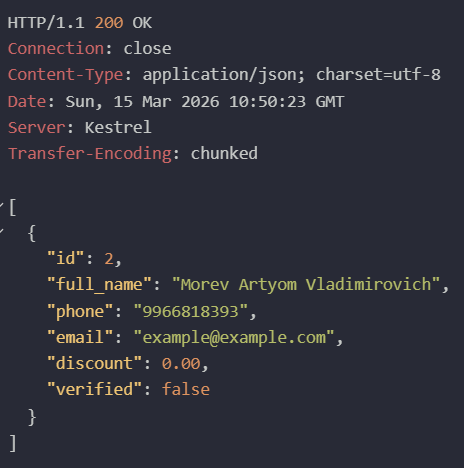 HTTP/1.1 200 OK
Connection: close
Content-Type: application/json; charset=utf-8
Date: Sun, 15 Mar 2026 10:50:23 GMT
Server: Kestrel
Transfer-Encoding: chunked

[
  {
    "id": 2,
    "full_name": "Morev Artyom Vladimirovich",
    "phone": "9966818393",
    "email": "example@example.com",
    "discount": 0.00,
    "verified": false
  }
]